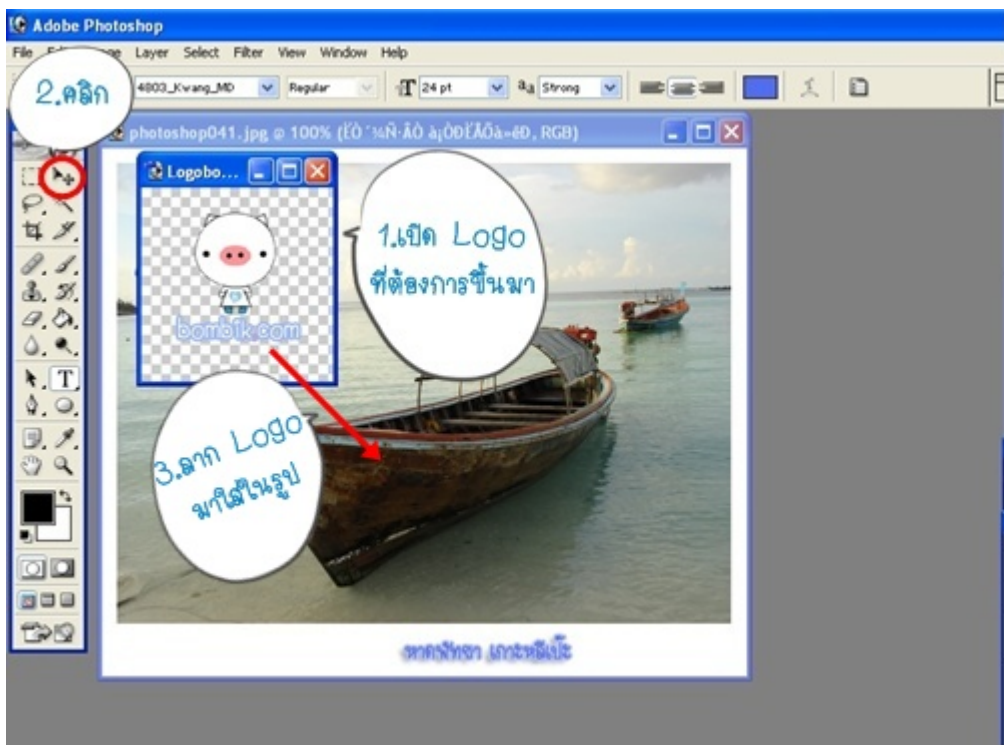 Adobe Photoshop
File Layer Select Filter View Window Help
4803_Kwang_MD Regular T 24 pt aa Strong
2.คลิก
photoshop041.jpg @ 100% RGB)
Logobo...
1.เปิด Logo
ที่ต้องการขึ้นมา
bombik.com
3.ลาก Logo
มาใส่ในรูป
T
หาดพัทยา เกาะหลีเป๊ะ